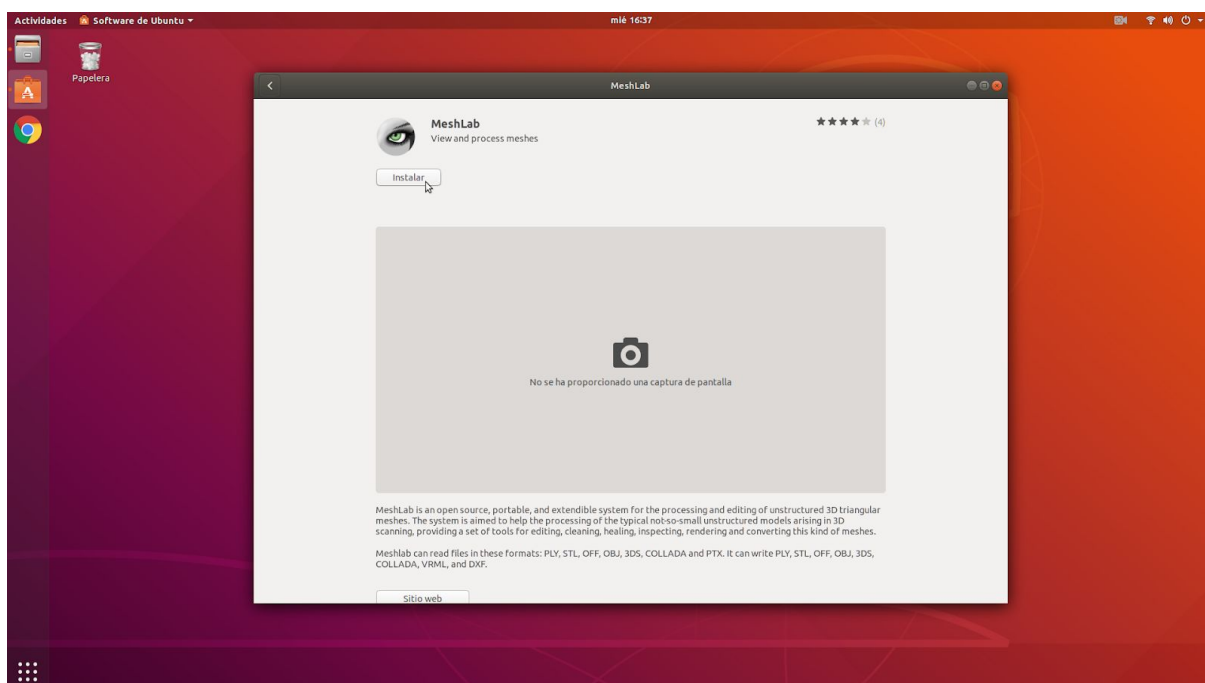 Actividades Software de Ubuntu mié 16:37
Papelera
MeshLab
MeshLab
View and process meshes
(4)
Instalar
No se ha proporcionado una captura de pantalla
MeshLab is an open source, portable, and extendible system for the processing and editing of unstructured 3D triangular
meshes. The system is aimed to help the processing of the typical not-so-small unstructured models arising in 3D
scanning, providing a set of tools for editing, cleaning, healing, inspecting, rendering and converting this kind of meshes.
Meshlab can read files in these formats: PLY, STL, OFF, OBJ, 3DS, COLLADA and PTX. It can write PLY, STL, OFF, OBJ, 3DS,
COLLADA, VRML, and DXF.
Sitio web